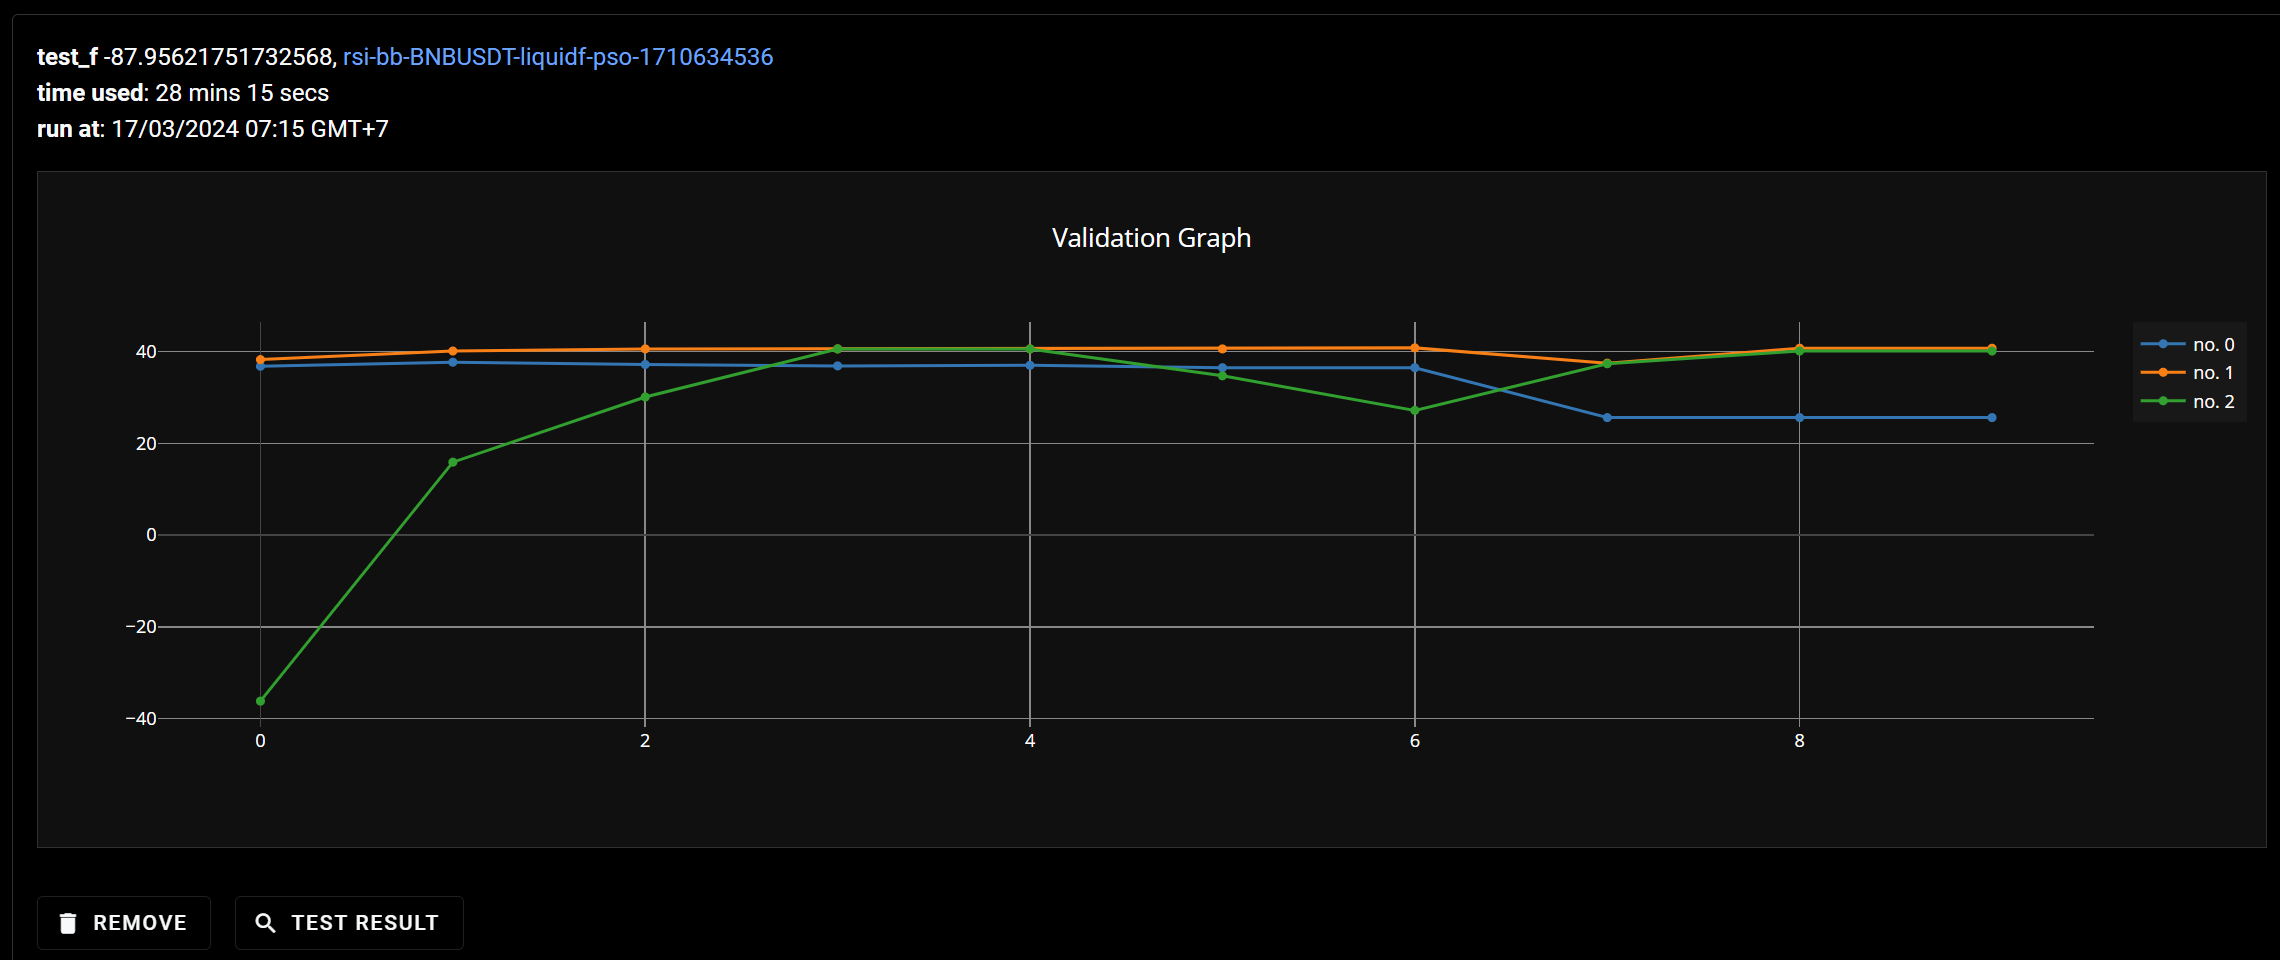 test_f -87.95621751732568, rsi-bb-BNBUSDT-liquidf-pso-1710634536
time used: 28 mins 15 secs
run at: 17/03/2024 07:15 GMT+7
Validation Graph
40
20
0
−20
−40
0
2
4
6
8
no. 0
no. 1
no. 2
REMOVE
TEST RESULT